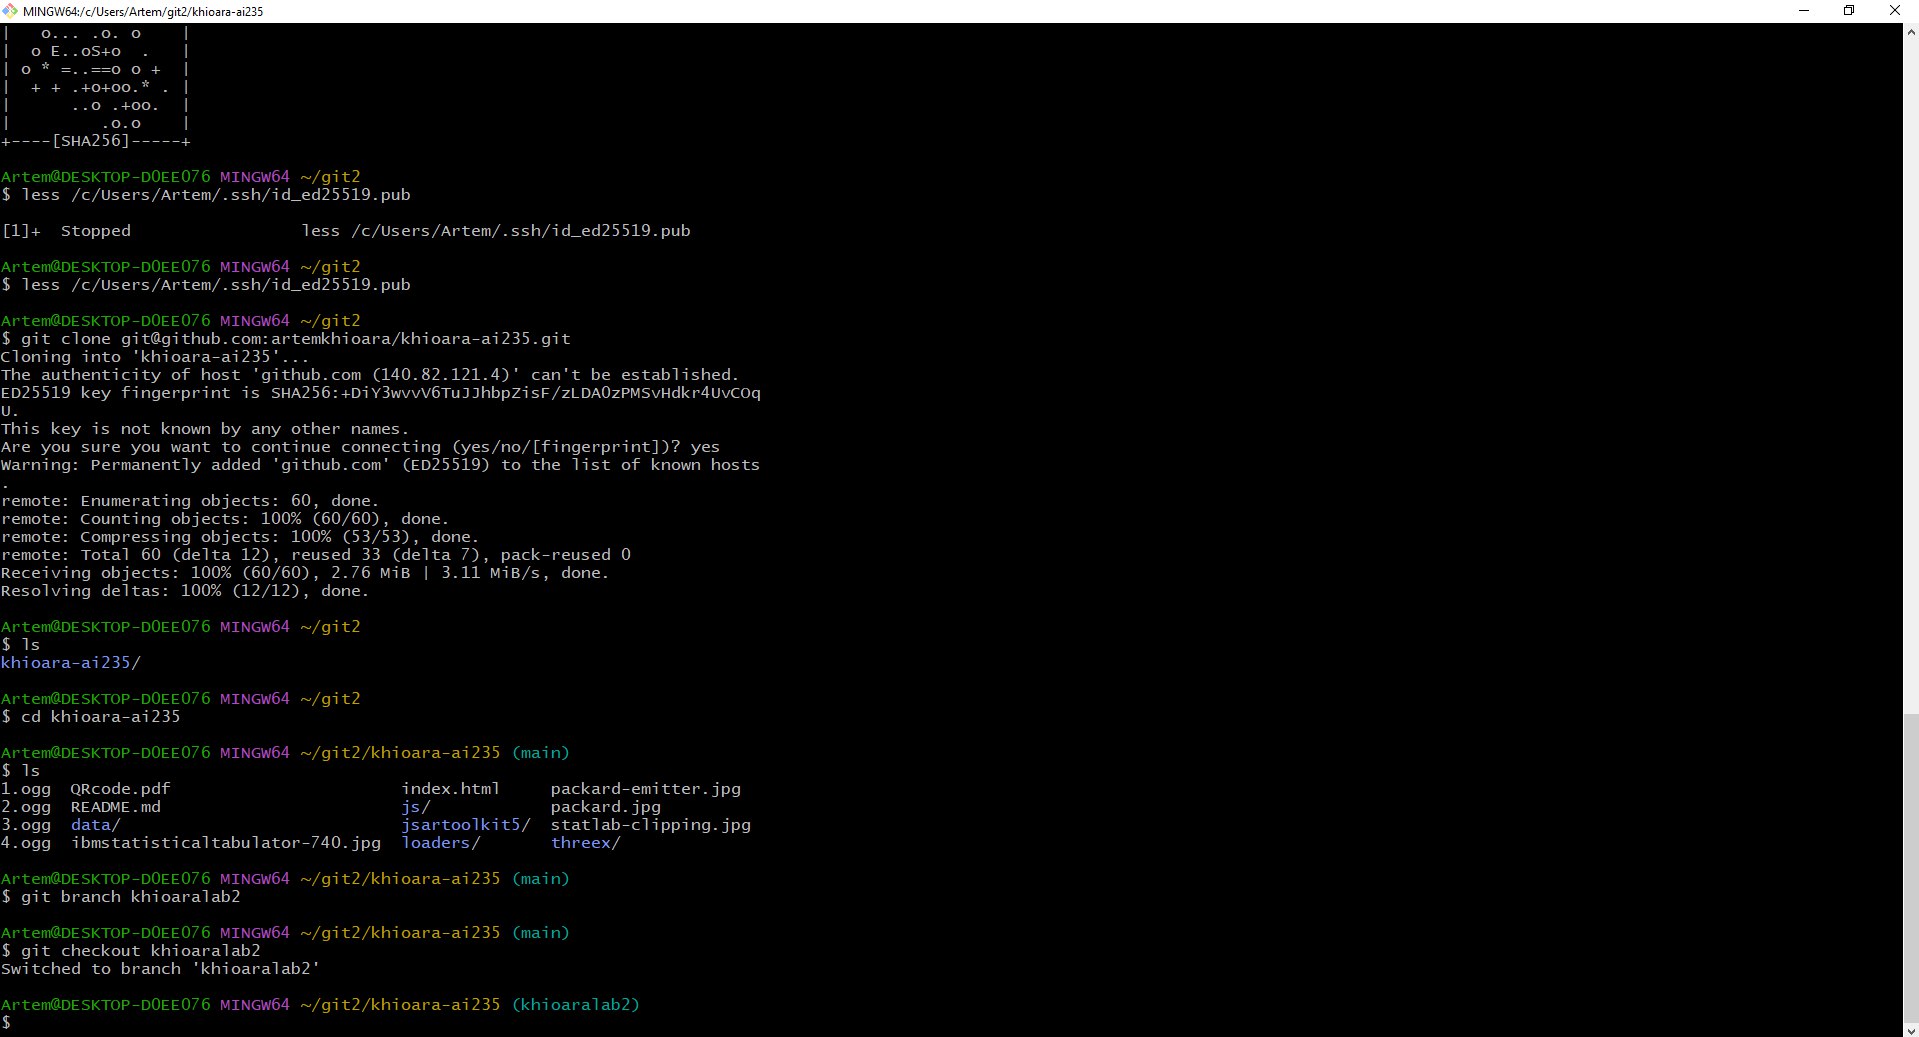 MINGW64:/c/Users/Artem/git2/khioara-ai235
|   o... .o. o    |
|  o E..oS+o  .   |
| o * =..==o o +  |
|  + + .+o+oo.* . |
|      ..o .+oo.  |
|         .o.o    |
+----[SHA256]-----+
Artem@DESKTOP-D0EE076 MINGW64 ~/git2
$ less /c/Users/Artem/.ssh/id_ed25519.pub
[1]+  Stopped                 less /c/Users/Artem/.ssh/id_ed25519.pub
Artem@DESKTOP-D0EE076 MINGW64 ~/git2
$ less /c/Users/Artem/.ssh/id_ed25519.pub
Artem@DESKTOP-D0EE076 MINGW64 ~/git2
$ git clone git@github.com:artemkhioara/khioara-ai235.git
Cloning into 'khioara-ai235'...
The authenticity of host 'github.com (140.82.121.4)' can't be established.
ED25519 key fingerprint is SHA256:+DiY3wvvV6TuJJhbpZisF/zLDA0zPMSvHdkr4UvCOq
U.
This key is not known by any other names.
Are you sure you want to continue connecting (yes/no/[fingerprint])? yes
Warning: Permanently added 'github.com' (ED25519) to the list of known hosts
.
remote: Enumerating objects: 60, done.
remote: Counting objects: 100% (60/60), done.
remote: Compressing objects: 100% (53/53), done.
remote: Total 60 (delta 12), reused 33 (delta 7), pack-reused 0
Receiving objects: 100% (60/60), 2.76 MiB | 3.11 MiB/s, done.
Resolving deltas: 100% (12/12), done.
Artem@DESKTOP-D0EE076 MINGW64 ~/git2
$ ls
khioara-ai235/
Artem@DESKTOP-D0EE076 MINGW64 ~/git2
$ cd khioara-ai235
Artem@DESKTOP-D0EE076 MINGW64 ~/git2/khioara-ai235 (main)
$ ls
1.ogg  QRcode.pdf                       index.html     packard-emitter.jpg
2.ogg  README.md                        js/            packard.jpg
3.ogg  data/                            jsartoolkit5/  statlab-clipping.jpg
4.ogg  ibmstatisticaltabulator-740.jpg  loaders/       threex/
Artem@DESKTOP-D0EE076 MINGW64 ~/git2/khioara-ai235 (main)
$ git branch khioaralab2
Artem@DESKTOP-D0EE076 MINGW64 ~/git2/khioara-ai235 (main)
$ git checkout khioaralab2
Switched to branch 'khioaralab2'
Artem@DESKTOP-D0EE076 MINGW64 ~/git2/khioara-ai235 (khioaralab2)
$